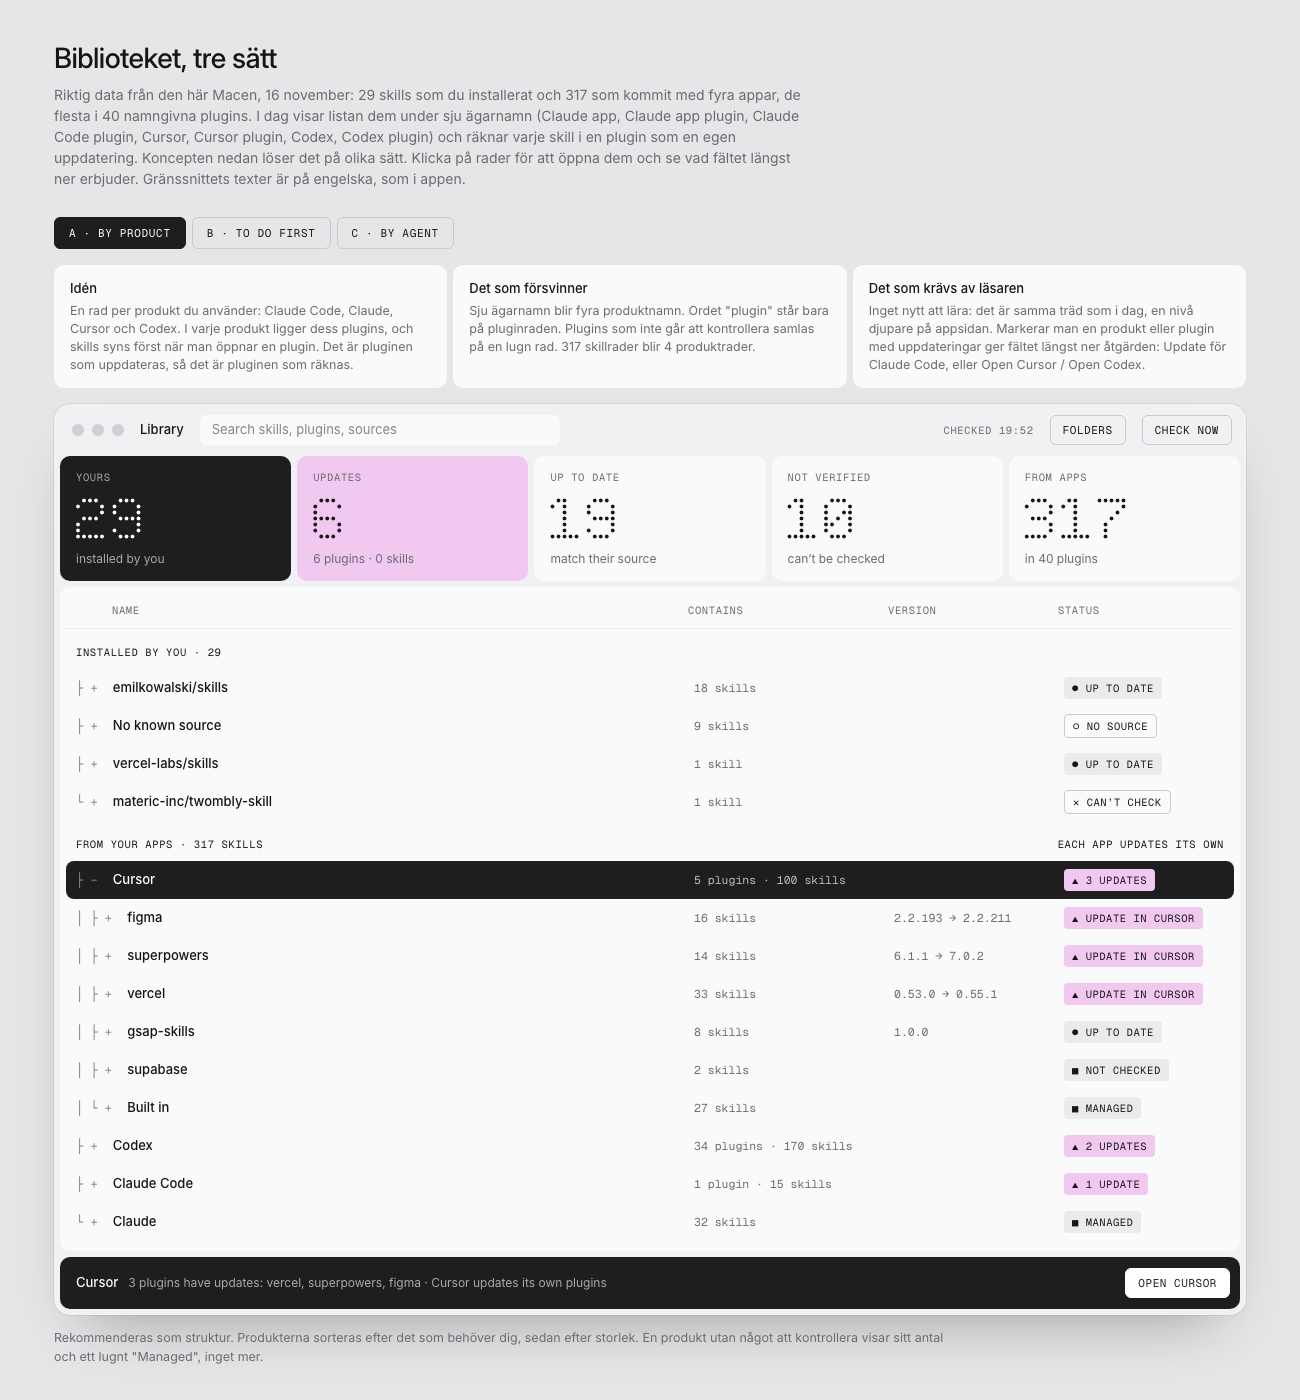 Biblioteket, tre sätt
Riktig data från den här Macen, 16 november: 29 skills som du installerat och 317 som kommit med fyra appar, de
flesta i 40 namngivna plugins. I dag visar listan dem under sju ägarnamn (Claude app, Claude app plugin, Claude
Code plugin, Cursor, Cursor plugin, Codex, Codex plugin) och räknar varje skill i en plugin som en egen
uppdatering. Koncepten nedan löser det på olika sätt. Klicka på rader för att öppna dem och se vad fältet längst
ner erbjuder. Gränssnittets texter är på engelska, som i appen.
A · BY PRODUCT
B · TO DO FIRST
C · BY AGENT
Idén
En rad per produkt du använder: Claude Code, Claude,
Cursor och Codex. I varje produkt ligger dess plugins, och
skills syns först när man öppnar en plugin. Det är pluginen
som uppdateras, så det är pluginen som räknas.
Det som försvinner
Sju ägarnamn blir fyra produktnamn. Ordet "plugin" står bara
på pluginraden. Plugins som inte går att kontrollera samlas
på en lugn rad. 317 skillrader blir 4 produktrader.
Det som krävs av läsaren
Inget nytt att lära: det är samma träd som i dag, en nivå
djupare på appsidan. Markerar man en produkt eller plugin
med uppdateringar ger fältet längst ner åtgärden: Update för
Claude Code, eller Open Cursor / Open Codex.
Library
Search skills, plugins, sources
CHECKED 19:52
FOLDERS
CHECK NOW
YOURS
29
installed by you
UPDATES
6
6 plugins · 0 skills
UP TO DATE
19
match their source
NOT VERIFIED
10
can't be checked
FROM APPS
317
in 40 plugins
NAME CONTAINS VERSION STATUS
INSTALLED BY YOU · 29
├ + emilkowalski/skills 18 skills ● UP TO DATE
├ + No known source 9 skills ○ NO SOURCE
├ + vercel-labs/skills 1 skill ● UP TO DATE
└ + materic-inc/twombly-skill 1 skill × CAN'T CHECK
FROM YOUR APPS · 317 SKILLS EACH APP UPDATES ITS OWN
├ − Cursor 5 plugins · 100 skills ▲ 3 UPDATES
│ ├ + figma 16 skills 2.2.193 → 2.2.211 ▲ UPDATE IN CURSOR
│ ├ + superpowers 14 skills 6.1.1 → 7.0.2 ▲ UPDATE IN CURSOR
│ ├ + vercel 33 skills 0.53.0 → 0.55.1 ▲ UPDATE IN CURSOR
│ ├ + gsap-skills 8 skills 1.0.0 ● UP TO DATE
│ ├ + supabase 2 skills ■ NOT CHECKED
│ └ + Built in 27 skills ■ MANAGED
├ + Codex 34 plugins · 170 skills ▲ 2 UPDATES
├ + Claude Code 1 plugin · 15 skills ▲ 1 UPDATE
└ + Claude 32 skills ■ MANAGED
Cursor 3 plugins have updates: vercel, superpowers, figma · Cursor updates its own plugins
OPEN CURSOR
Rekommenderas som struktur. Produkterna sorteras efter det som behöver dig, sedan efter storlek. En produkt utan något att kontrollera visar sitt antal
och ett lugnt "Managed", inget mer.